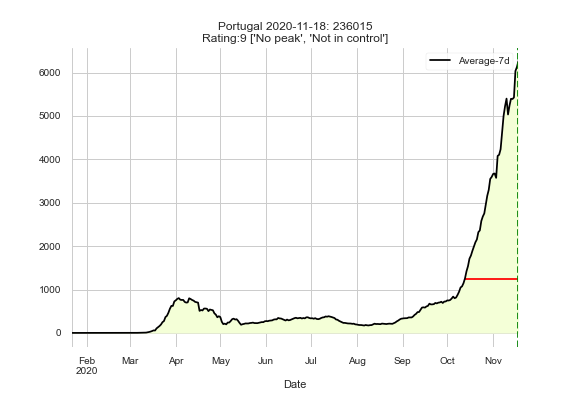 Portugal 2020-11-18: 236015
Rating:9 ['No peak', 'Not in control']
Average-7d
6000
5000
4000
3000
2000
1000
0
Feb Mar Apr May Jun Jul Aug Sep Oct Nov
2020
Date